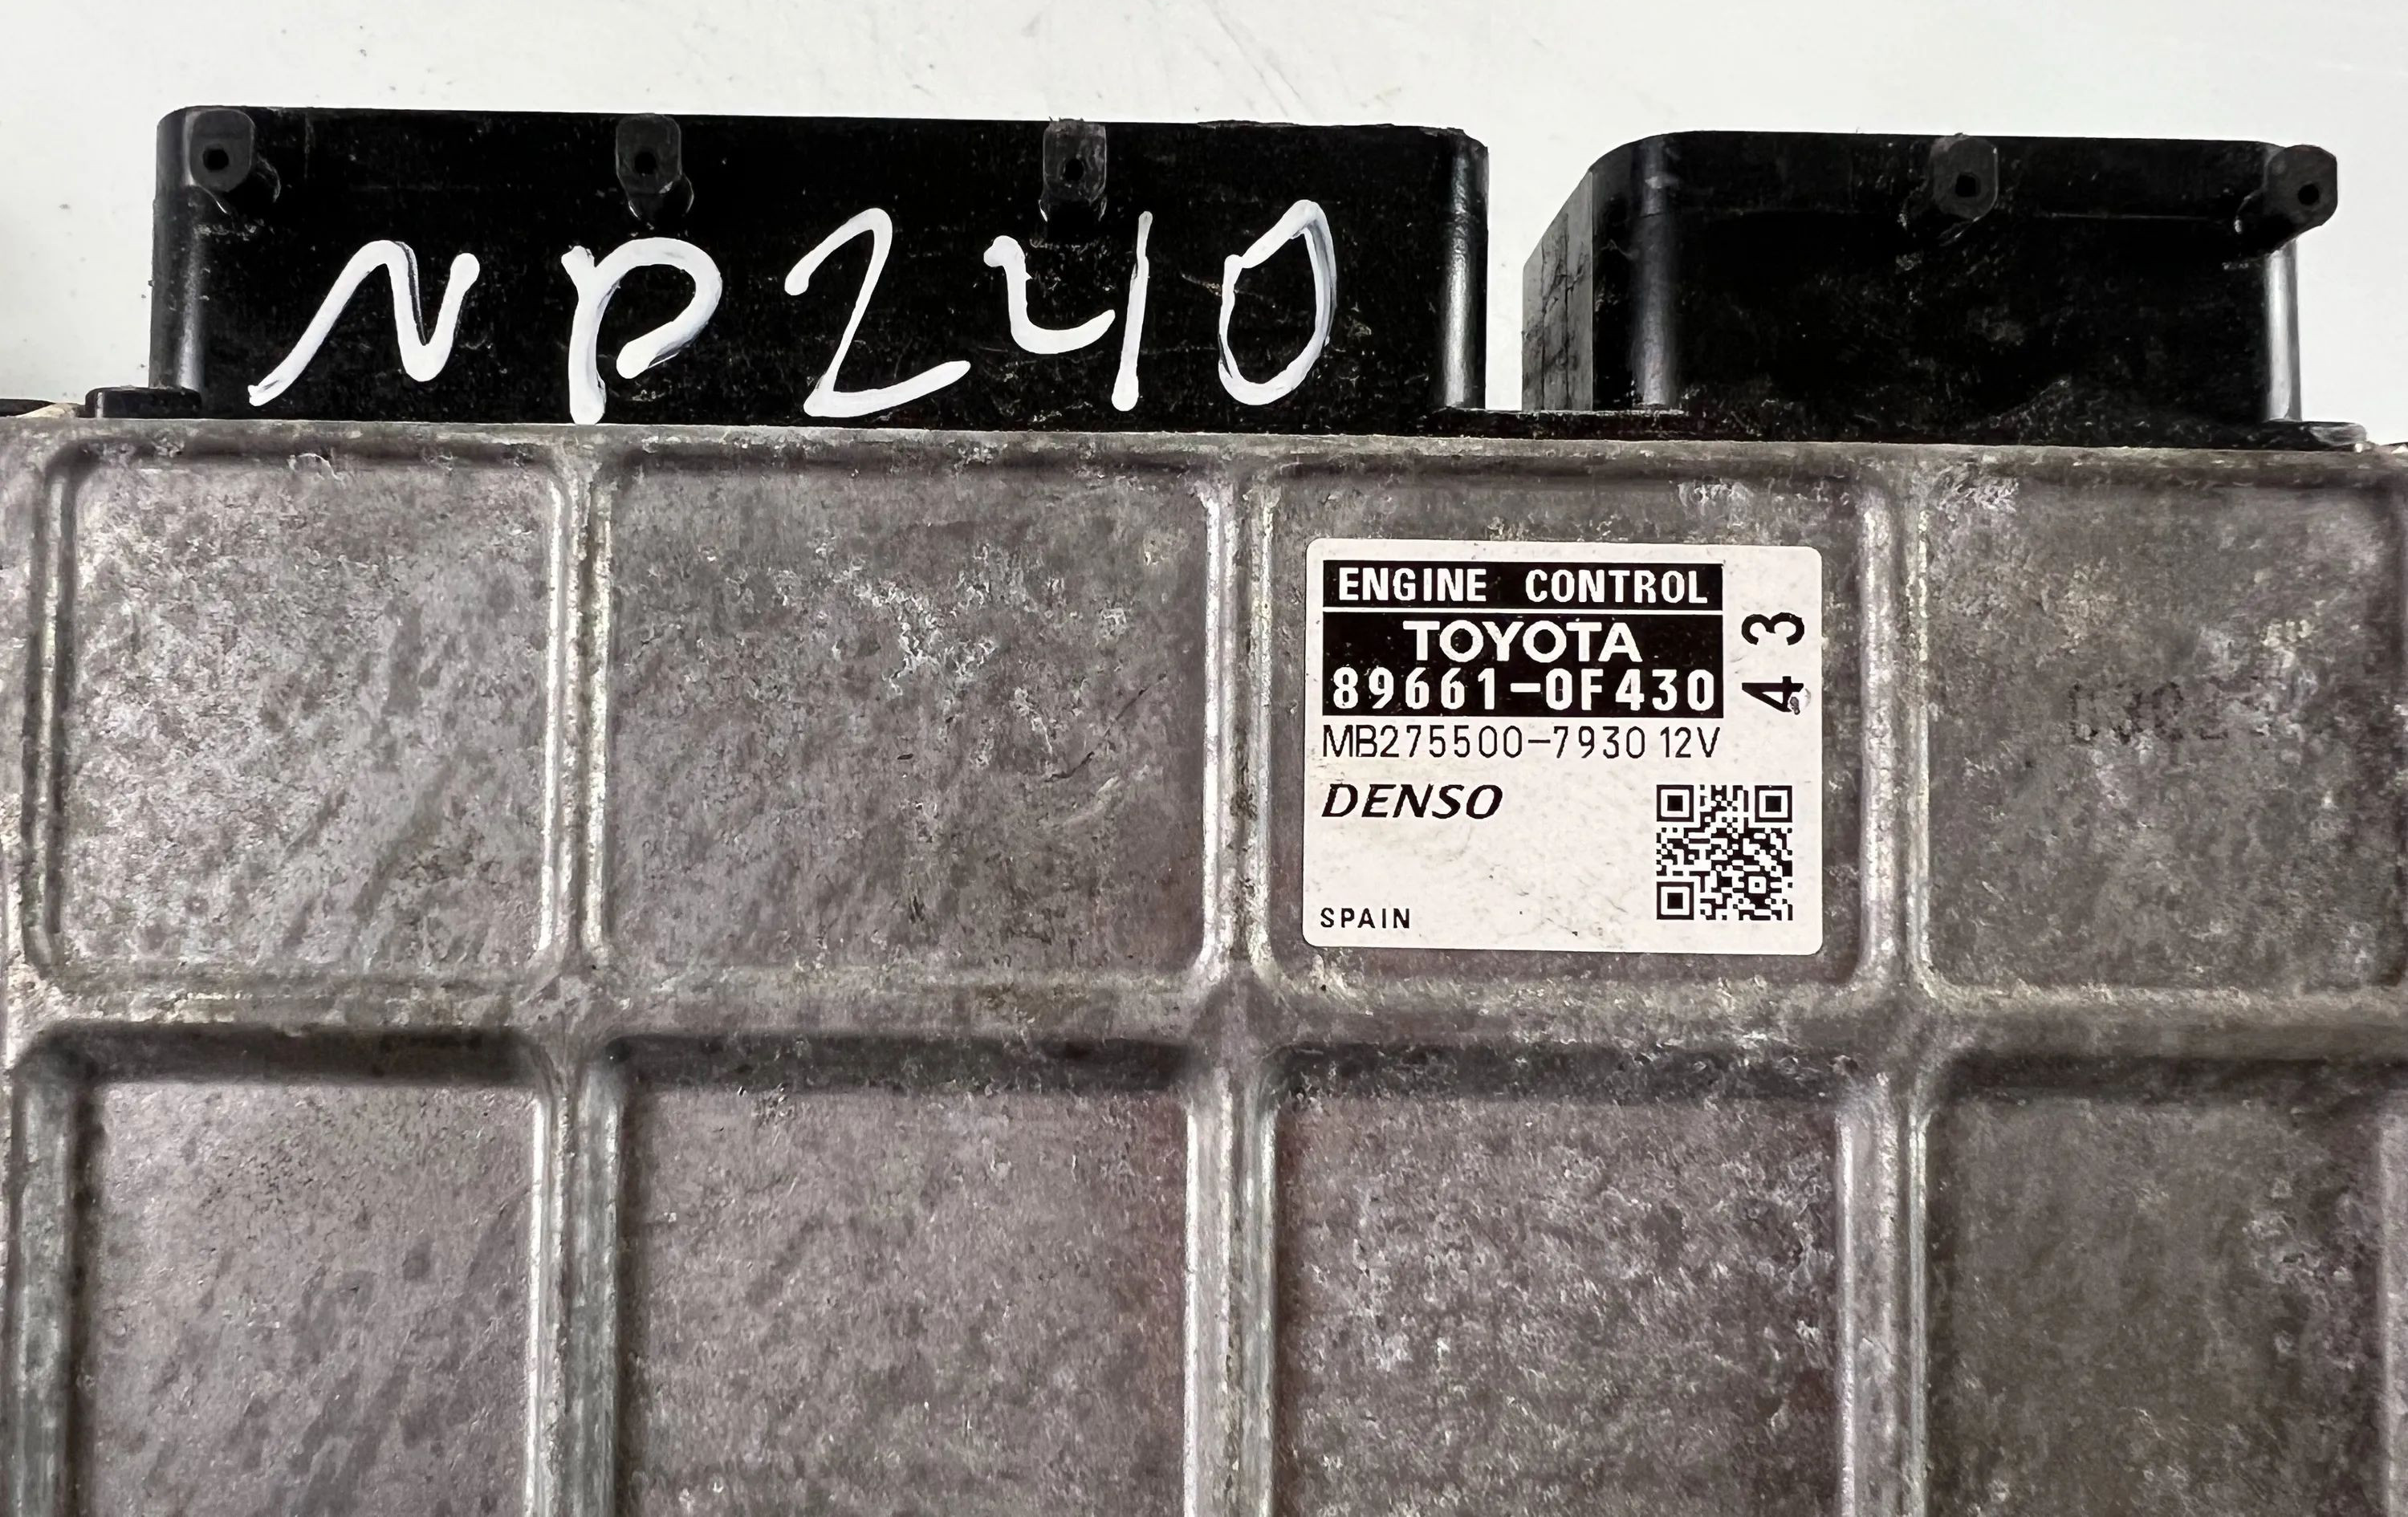 NP240
ENGINE CONTROL
TOYOTA
89661-0F430
43
MB275500-7930 12V
DENSO
SPAIN